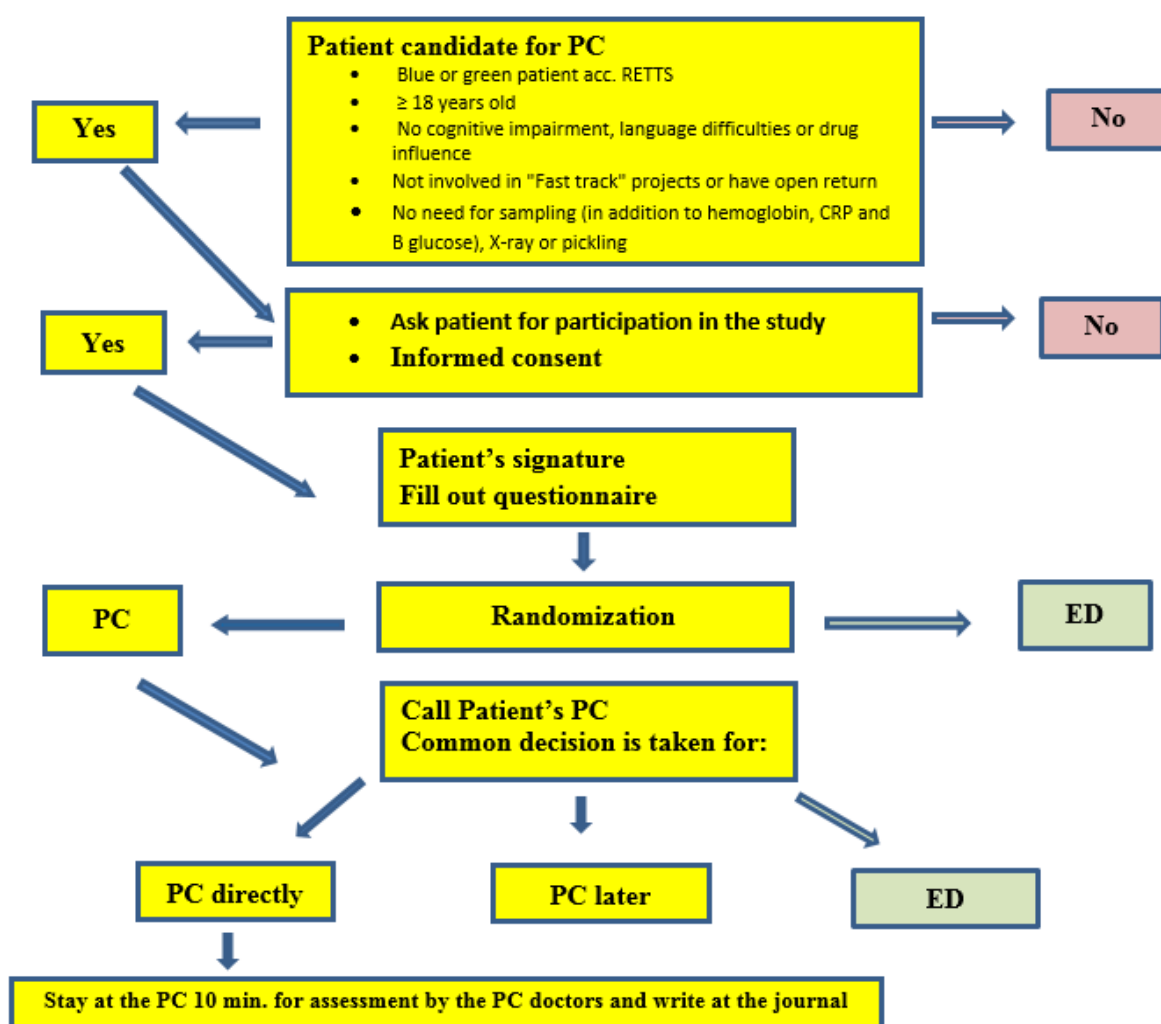 Patient candidate for PC
• Blue or green patient acc. RETTS
• ≥ 18 years old
• No cognitive impairment, language difficulties or drug
influence
• Not involved in "Fast track" projects or have open return
• No need for sampling (in addition to hemoglobin, CRP and
B glucose), X-ray or pickling
Yes
No
• Ask patient for participation in the study
• Informed consent
Yes
No
Patient’s signature
Fill out questionnaire
PC
Randomization
ED
Call Patient’s PC
Common decision is taken for:
PC directly
PC later
ED
Stay at the PC 10 min. for assessment by the PC doctors and write at the journal